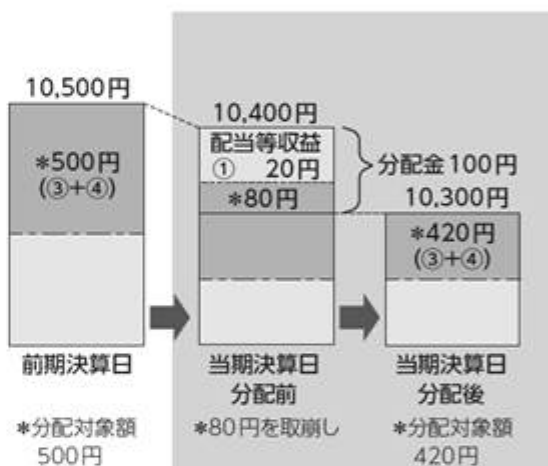 10,500円
*500円
(③+④)
前期決算日
*分配対象額
500円
10,400円
配当等収益
① 20円
*80円
分配金100円
当期決算日
分配前
*80円を取崩し
10,300円
*420円
(③+④)
当期決算日
分配後
*分配対象額
420円